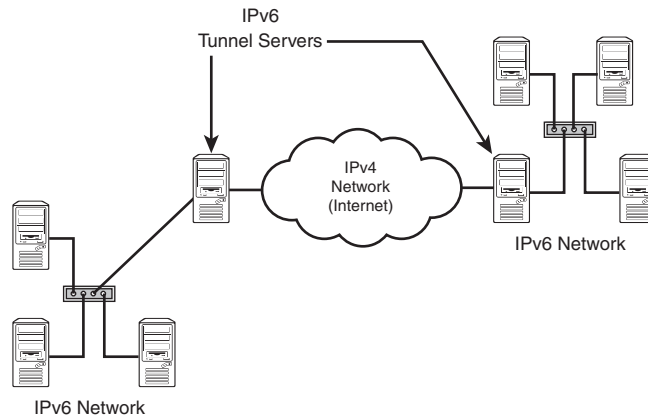 IPv6
Tunnel Servers
IPv4
Network
(Internet)
IPv6 Network
IPv6 Network